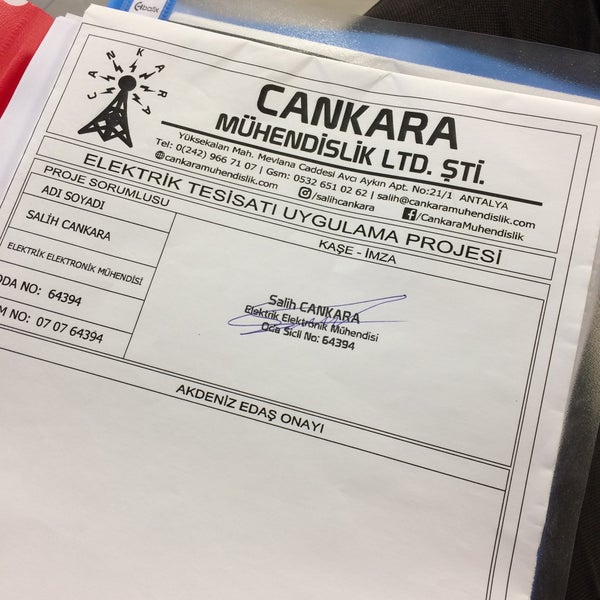 abatik
CANKARA
CANKARA
MÜHENDİSLİK LTD. ŞTİ.
Yüksekalan Mah. Mevlana Caddesi Avcı Aykın Apt. No:21/1 ANTALYA
Tel: 0(242) 966 71 07 | Gsm: 0532 651 02 62 | salih@cankaramuhendislik.com
cankaramuhendislik.com /salihcankara /CankaraMuhendislik
ELEKTRİK TESİSATI UYGULAMA PROJESİ
PROJE SORUMLUSU
KAŞE - İMZA
ADI SOYADI
SALİH CANKARA
ELEKTRİK ELEKTRONİK MÜHENDİSİ
ODA NO: 64394
M NO: 07 07 64394
Salih CANKARA
Elektrik Elektronik Mühendisi
Oda Sicil No: 64394
AKDENİZ EDAŞ ONAYI